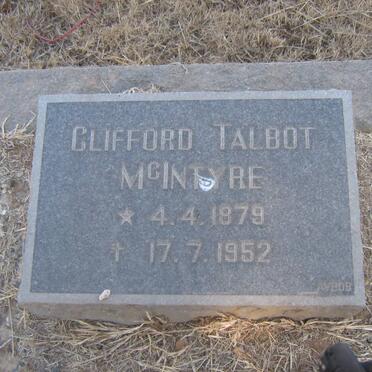 CLIFFORD TALBOT
McINTYRE
★ 4.4.1879
✝ 17.7.1952